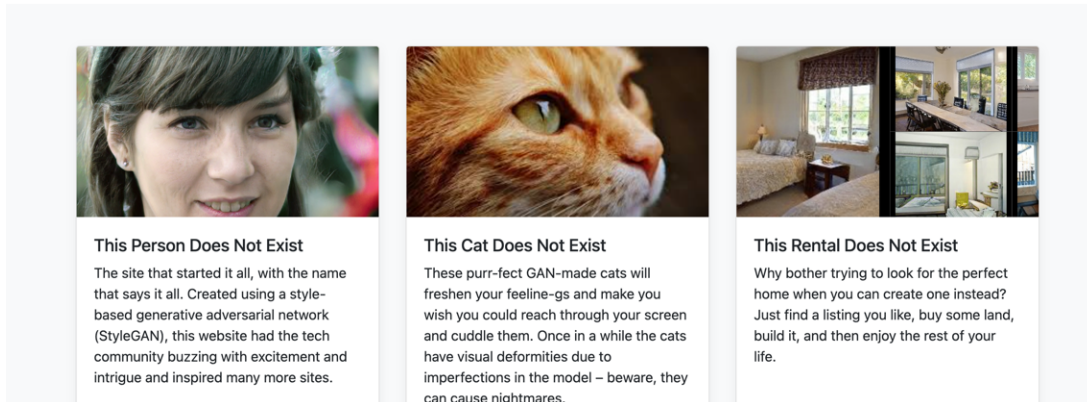 This Person Does Not Exist
The site that started it all, with the name
that says it all. Created using a style-
based generative adversarial network
(StyleGAN), this website had the tech
community buzzing with excitement and
intrigue and inspired many more sites.
This Cat Does Not Exist
These purr-fect GAN-made cats will
freshen your feeline-gs and make you
wish you could reach through your screen
and cuddle them. Once in a while the cats
have visual deformities due to
imperfections in the model – beware, they
can cause nightmares.
This Rental Does Not Exist
Why bother trying to look for the perfect
home when you can create one instead?
Just find a listing you like, buy some land,
build it, and then enjoy the rest of your
life.